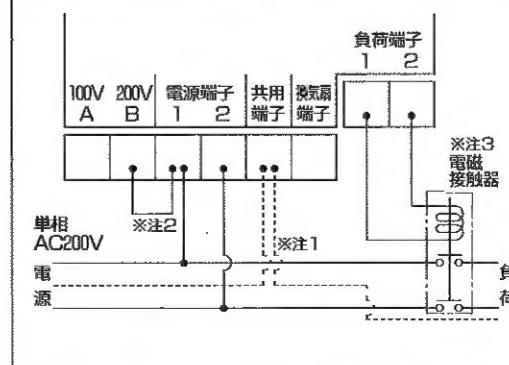 負荷端子
1 2
100V 200V 電源端子 共用 換気扇
A B 1 2 端子 端子
※注3
電磁
接触器
※注2
※注1
単相
AC200V
電
源
負
荷